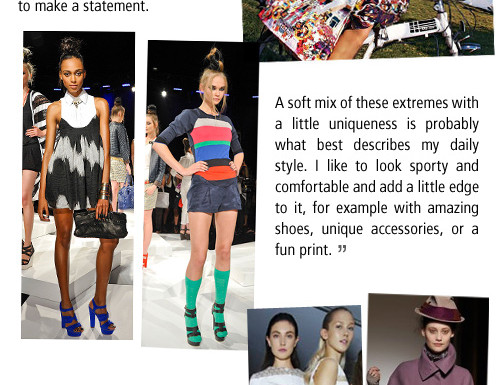 to make a statement.
A soft mix of these extremes with
a little uniqueness is probably
what best describes my daily
style. I like to look sporty and
comfortable and add a little edge
to it, for example with amazing
shoes, unique accessories, or a
fun print. ”